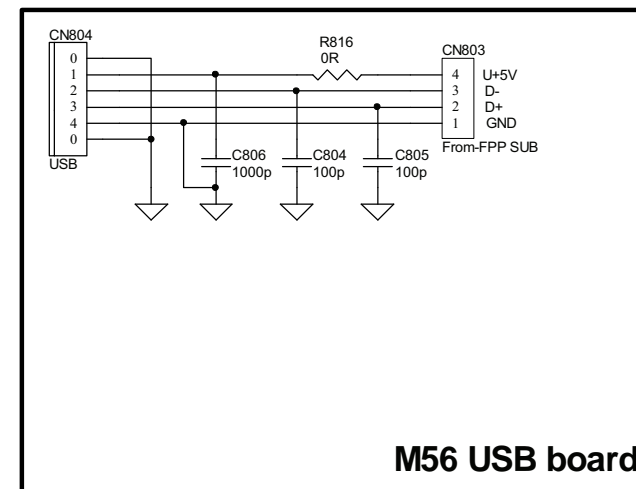 CN804
0
1
2
3
4
0
USB
R816
0R
CN803
4 U+5V
3 D-
2 D+
1 GND
From-FPP SUB
C806
1000p
C804
100p
C805
100p
M56 USB board